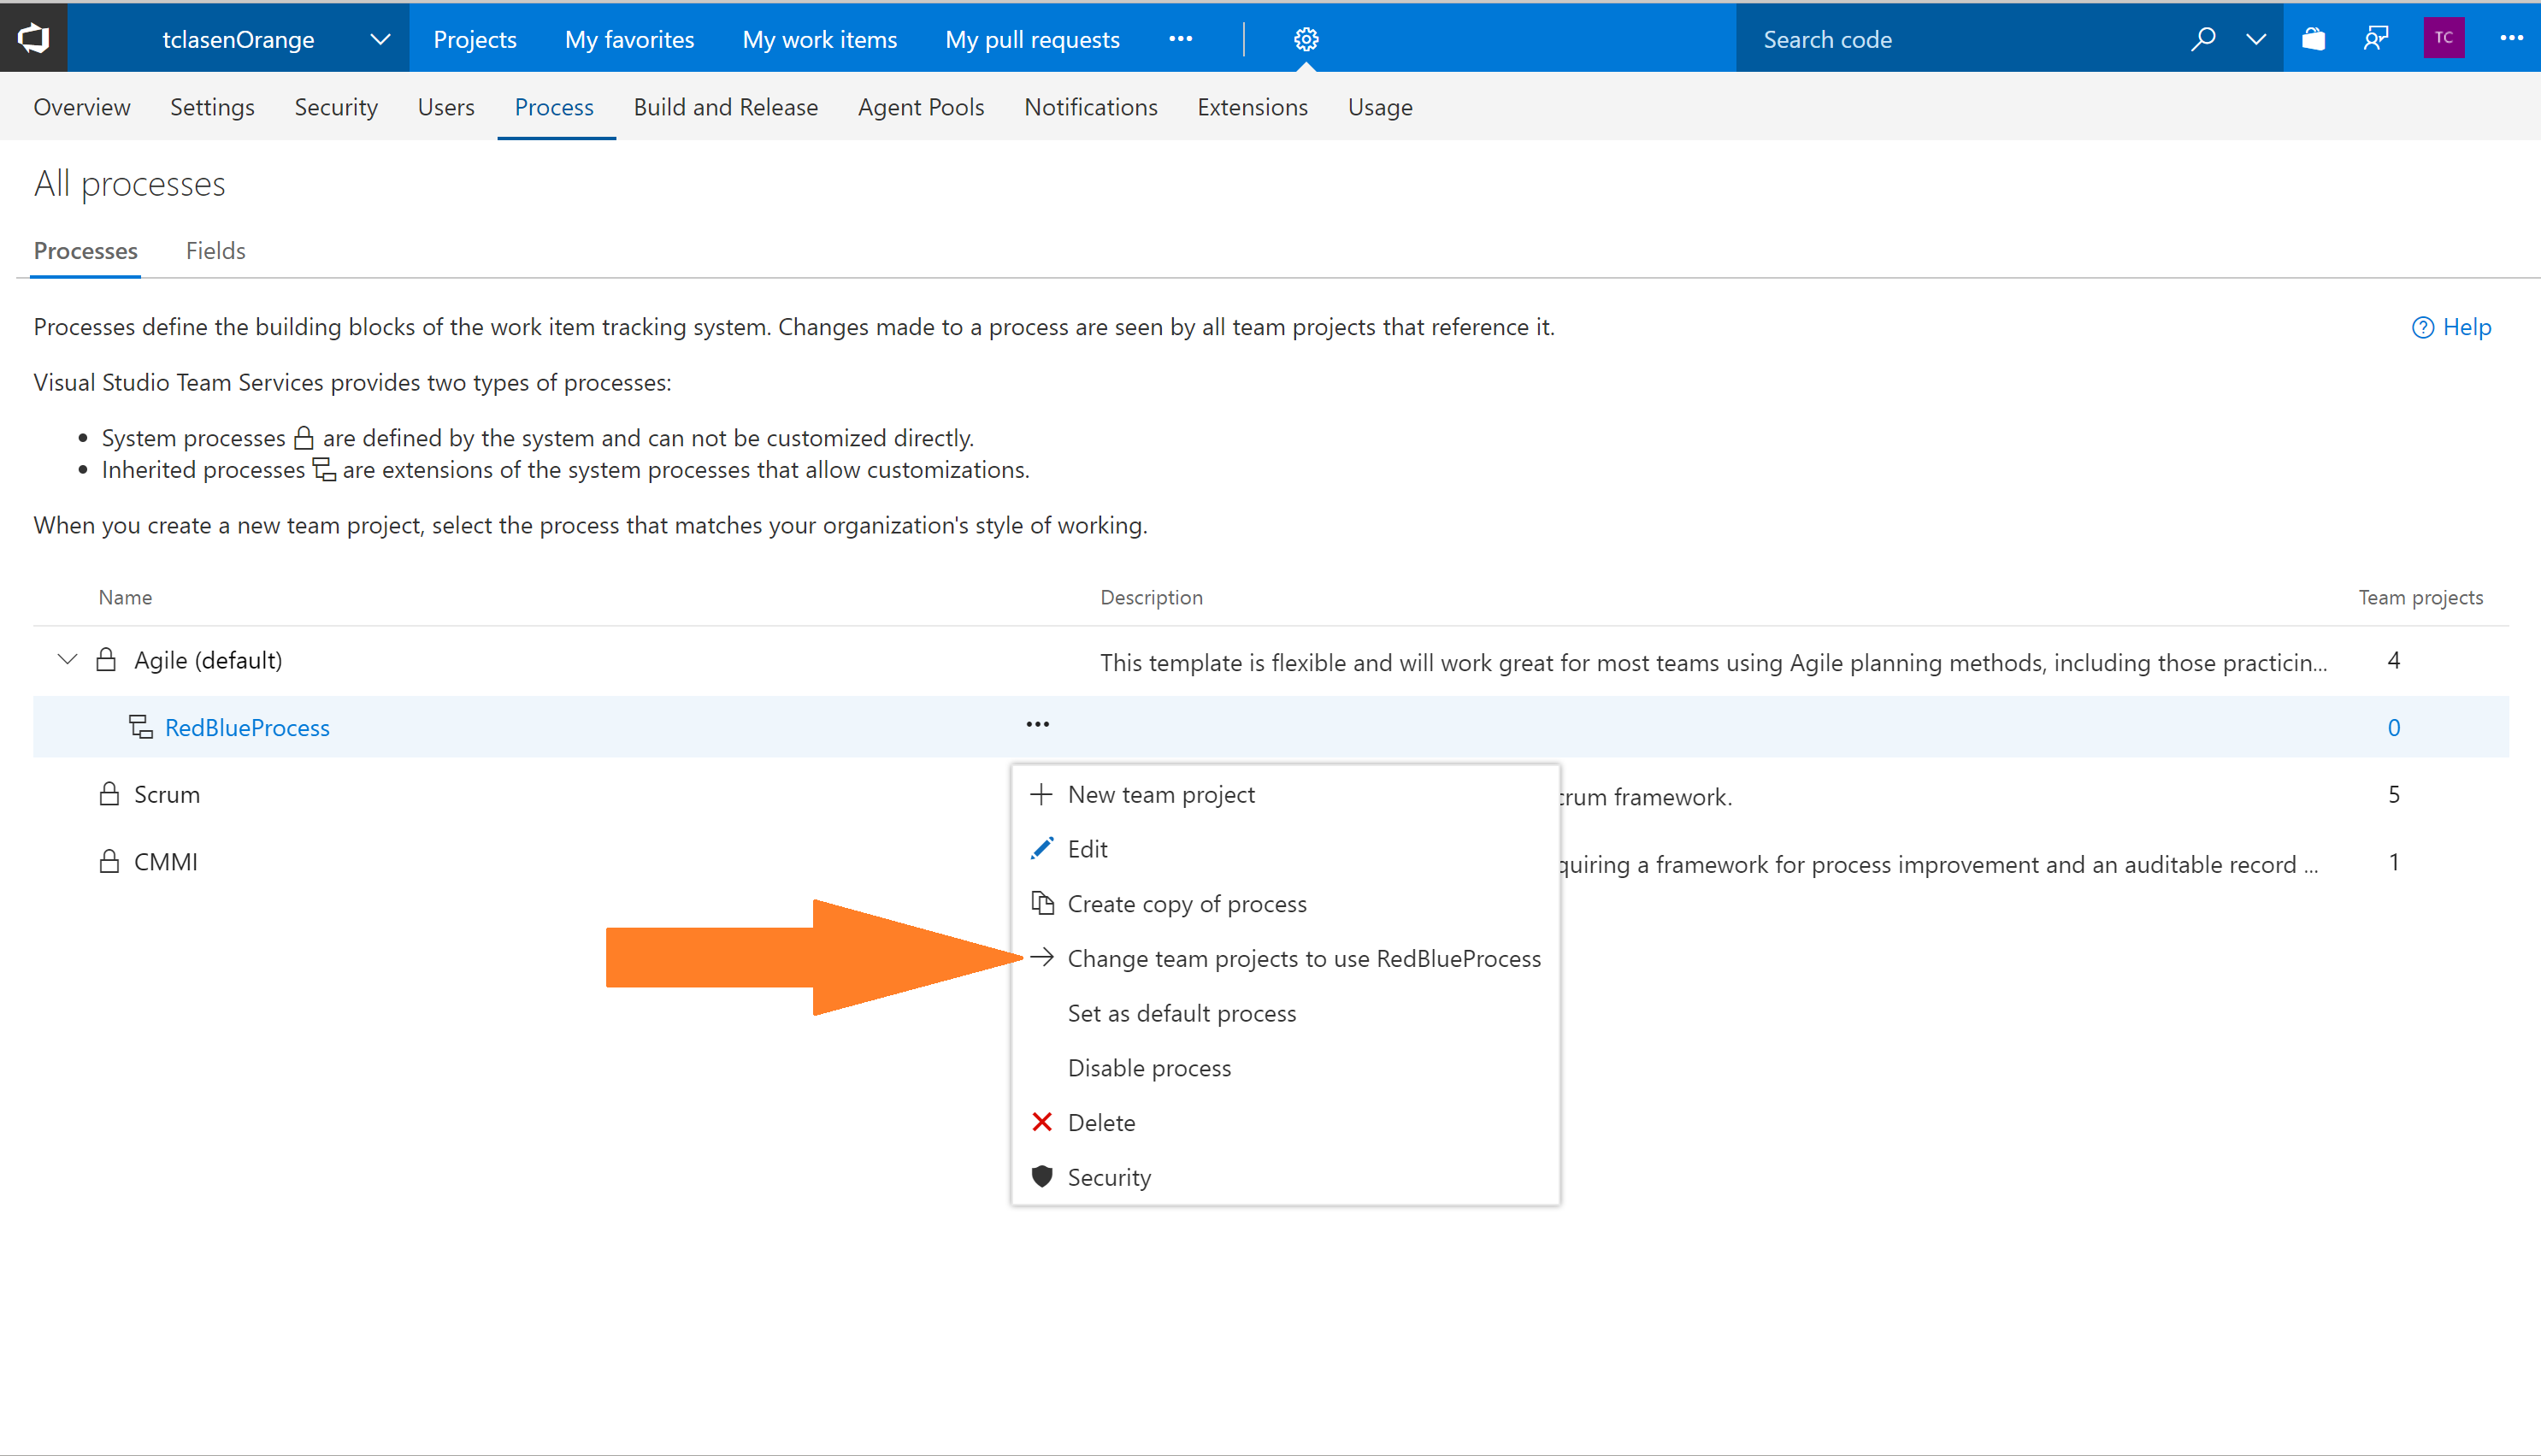 tclasenOrange Projects My favorites My work items My pull requests ... Search code TC ...
Overview Settings Security Users Process Build and Release Agent Pools Notifications Extensions Usage
All processes
Processes Fields
Processes define the building blocks of the work item tracking system. Changes made to a process are seen by all team projects that reference it. Help
Visual Studio Team Services provides two types of processes:
• System processes are defined by the system and can not be customized directly.
• Inherited processes are extensions of the system processes that allow customizations.
When you create a new team project, select the process that matches your organization's style of working.
Name Description Team projects
Agile (default) This template is flexible and will work great for most teams using Agile planning methods, including those practicin... 4
RedBlueProcess ... 0
Scrum crum framework. 5
CMMI quiring a framework for process improvement and an auditable record ... 1
New team project
Edit
Create copy of process
Change team projects to use RedBlueProcess
Set as default process
Disable process
Delete
Security